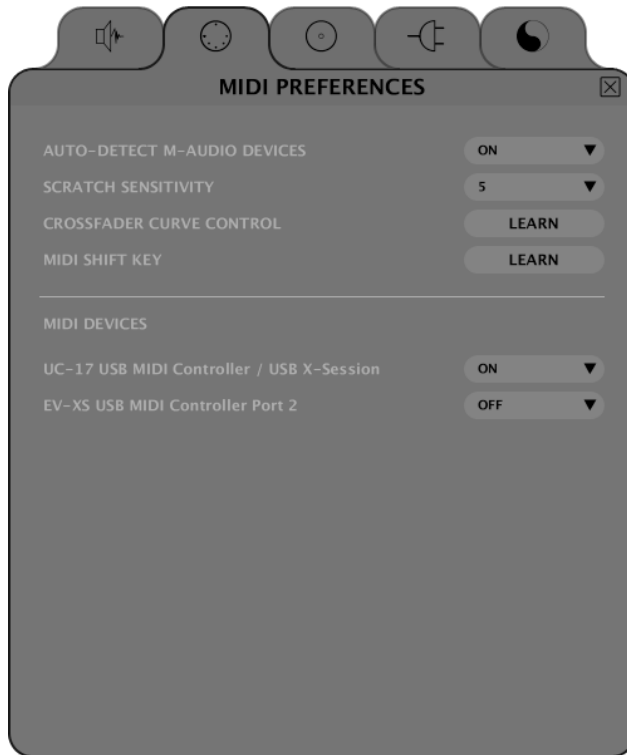 MIDI PREFERENCES
AUTO-DETECT M-AUDIO DEVICES ON
SCRATCH SENSITIVITY 5
CROSSFADER CURVE CONTROL LEARN
MIDI SHIFT KEY LEARN
MIDI DEVICES
UC-17 USB MIDI Controller / USB X-Session ON
EV-XS USB MIDI Controller Port 2 OFF